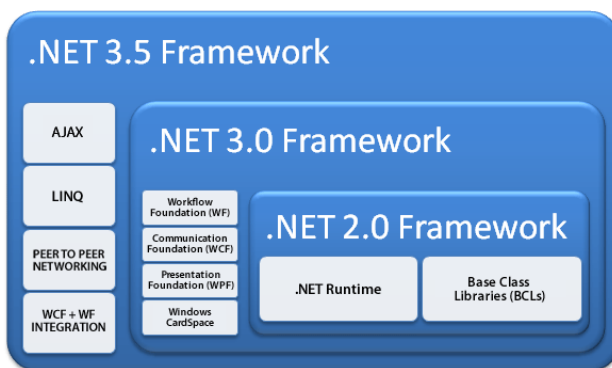 .NET 3.5 Framework
AJAX
LINQ
PEER TO PEER
NETWORKING
WCF + WF
INTEGRATION
.NET 3.0 Framework
Workflow
Foundation (WF)
Communication
Foundation (WCF)
Presentation
Foundation (WPF)
Windows
CardSpace
.NET 2.0 Framework
.NET Runtime
Base Class
Libraries (BCLs)